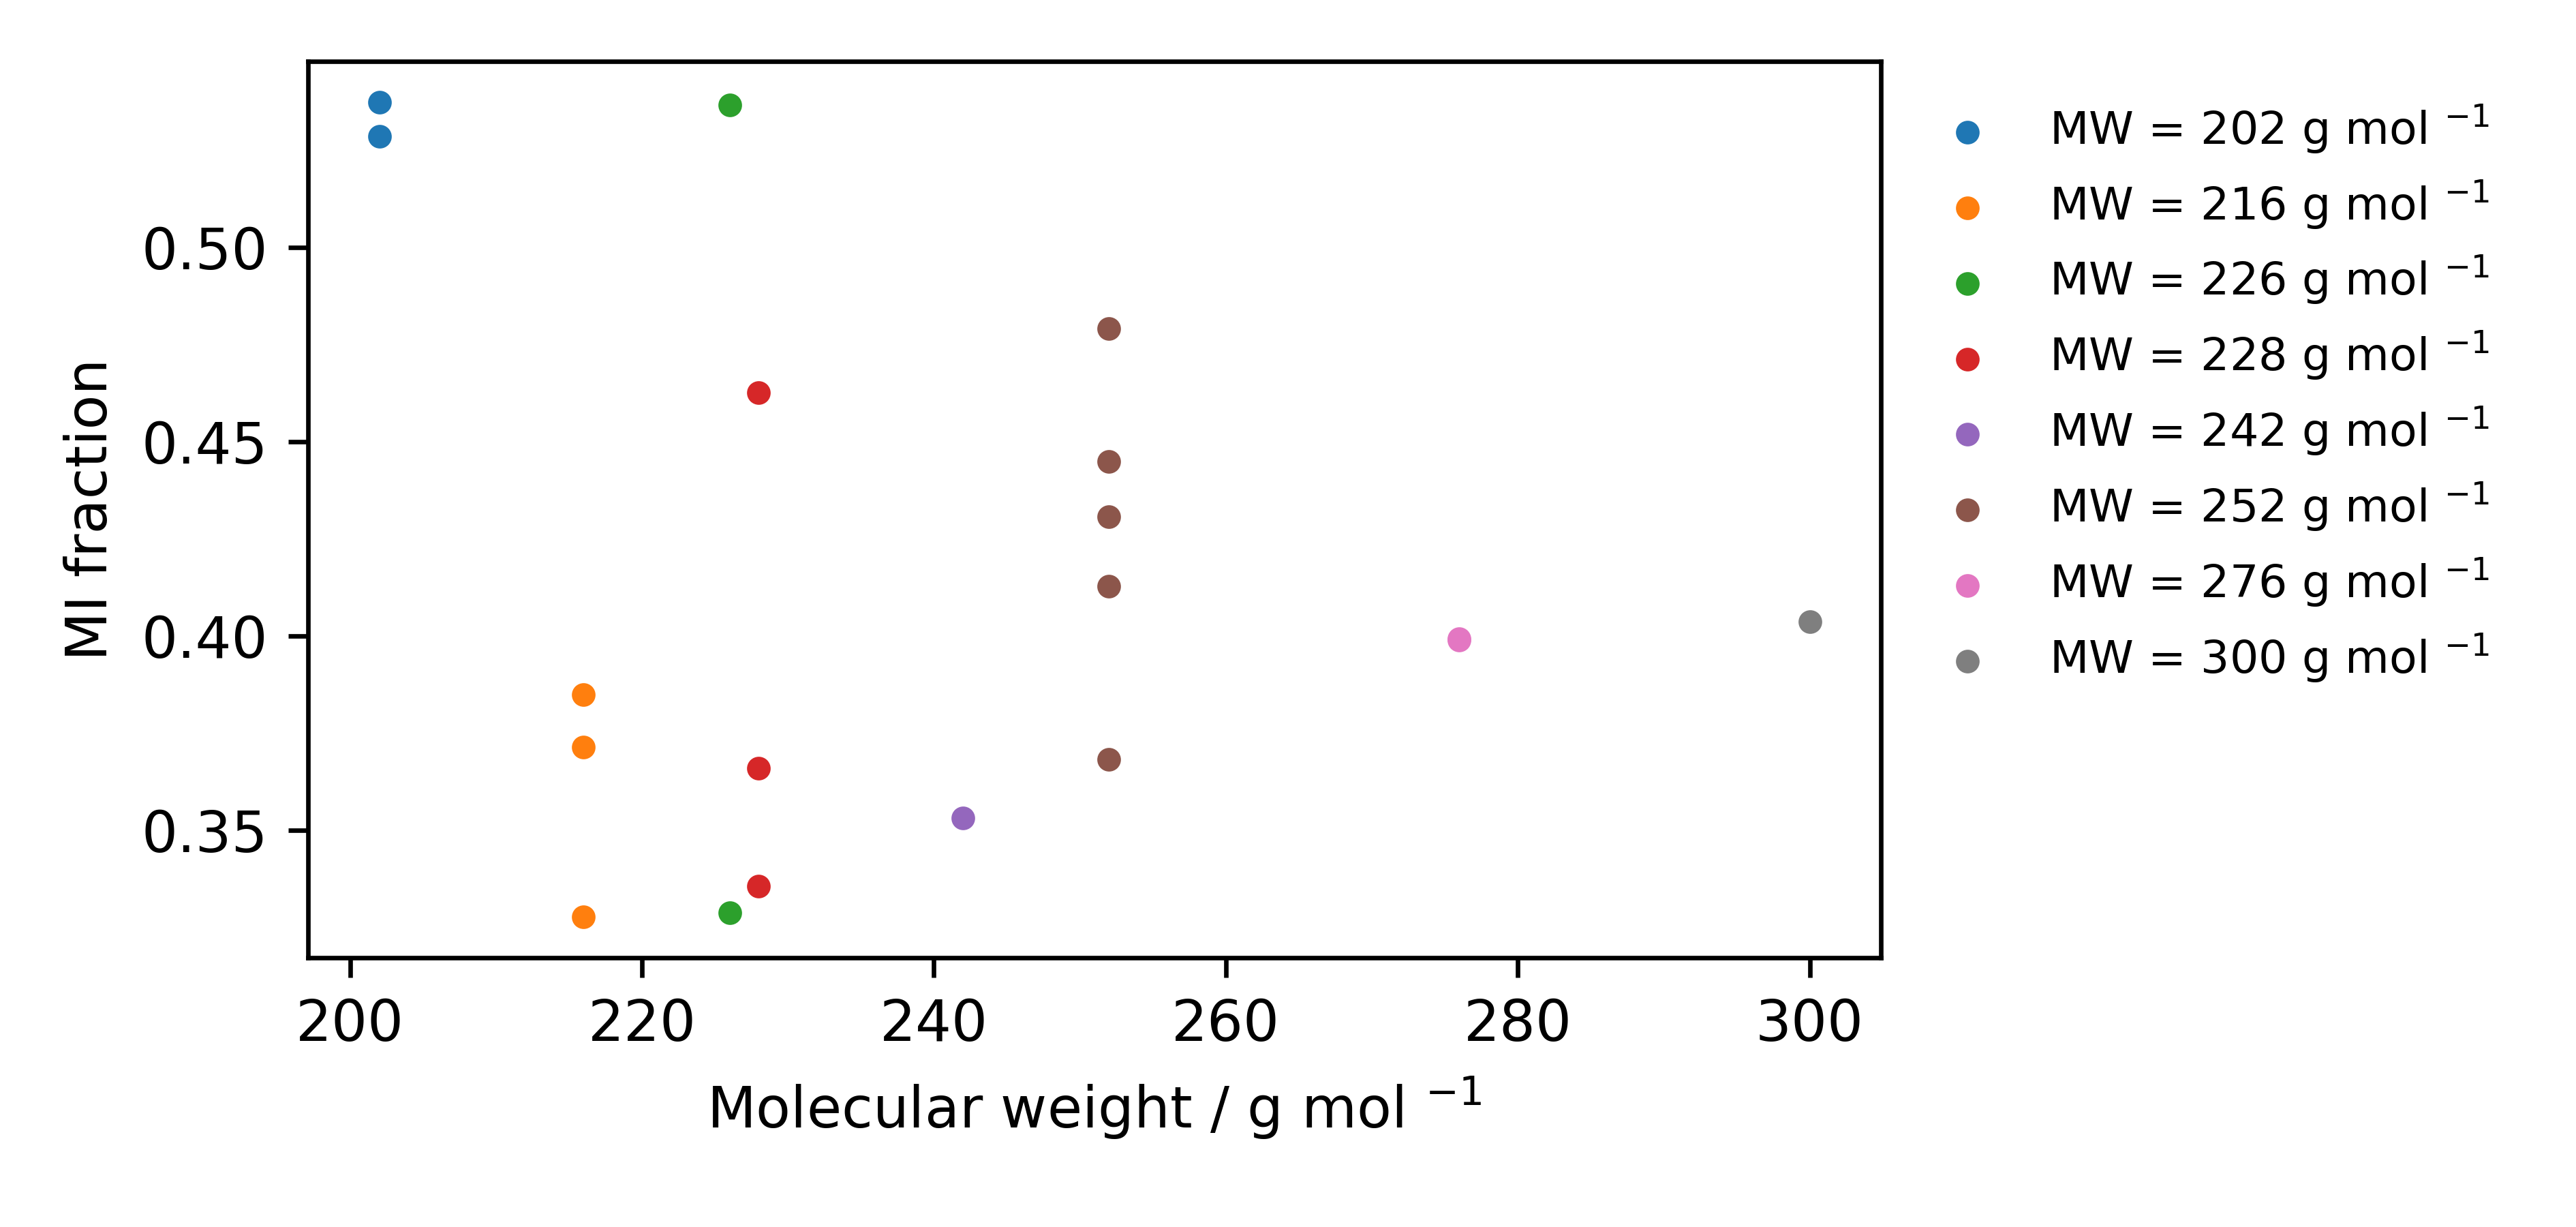 0.50
0.45
0.40
0.35
MI fraction
200 220 240 260 280 300
Molecular weight / g mol ⁻¹
MW = 202 g mol ⁻¹
MW = 216 g mol ⁻¹
MW = 226 g mol ⁻¹
MW = 228 g mol ⁻¹
MW = 242 g mol ⁻¹
MW = 252 g mol ⁻¹
MW = 276 g mol ⁻¹
MW = 300 g mol ⁻¹